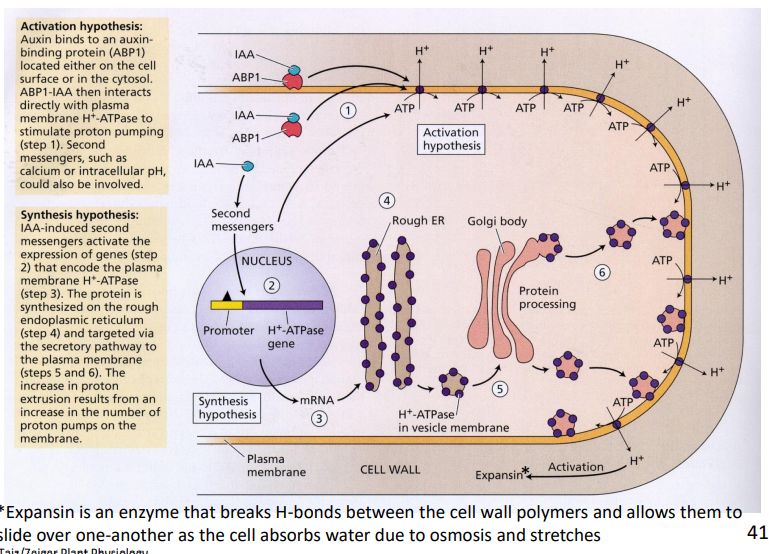 Activation hypothesis:
Auxin binds to an auxin-
binding protein (ABP1)
located either on the cell
surface or in the cytosol.
ABP1-IAA then interacts
directly with plasma
membrane H⁺-ATPase to
stimulate proton pumping
(step 1). Second
messengers, such as
calcium or intracellular pH,
could also be involved.
Synthesis hypothesis:
IAA-induced second
messengers activate the
expression of genes (step
2) that encode the plasma
membrane H⁺-ATPase
(step 3). The protein is
synthesized on the rough
endoplasmic reticulum
(step 4) and targeted via
the secretory pathway to
the plasma membrane
(steps 5 and 6). The
increase in proton
extrusion results from an
increase in the number of
proton pumps on the
membrane.
IAA
ABP1
IAA
ABP1
IAA
1
H⁺
H⁺
H⁺
H⁺
H⁺
H⁺
H⁺
H⁺
H⁺
ATP
ATP
ATP
ATP
ATP
ATP
ATP
ATP
ATP
Activation
hypothesis
Second
messengers
NUCLEUS
2
Promoter
H⁺-ATPase
gene
Synthesis
hypothesis
mRNA
3
4
Rough ER
Golgi body
Protein
processing
6
5
H⁺-ATPase
in vesicle membrane
Plasma
membrane
CELL WALL
Expansin*
Activation
*Expansin is an enzyme that breaks H-bonds between the cell wall polymers and allows them to
slide over one-another as the cell absorbs water due to osmosis and stretches
41
Taiz/Zeiger Plant Physiology